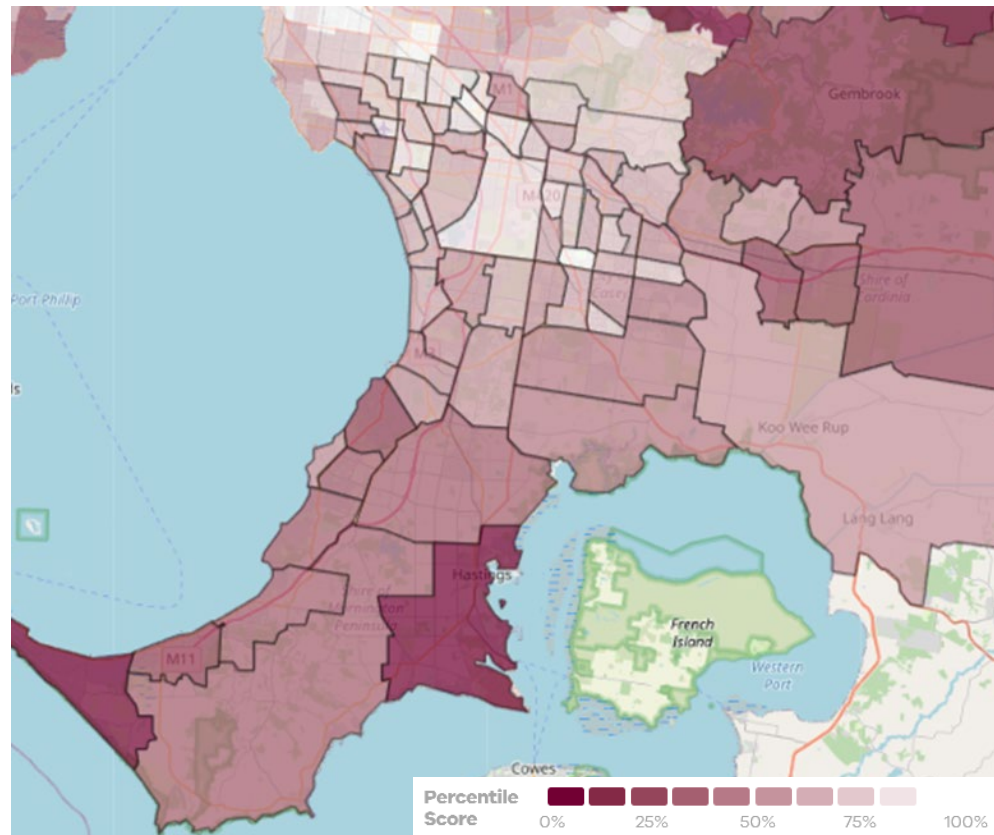 M1
Gembrook
M420
Port Phillip
Shire of
Cardinia
Casey
ls
Koo Wee Rup
Lang Lang
Hastings
Shire of
Mornington
Peninsula
French
Island
M11
Western
Port
Cowes
Percentile
Score
0% 25% 50% 75% 100%